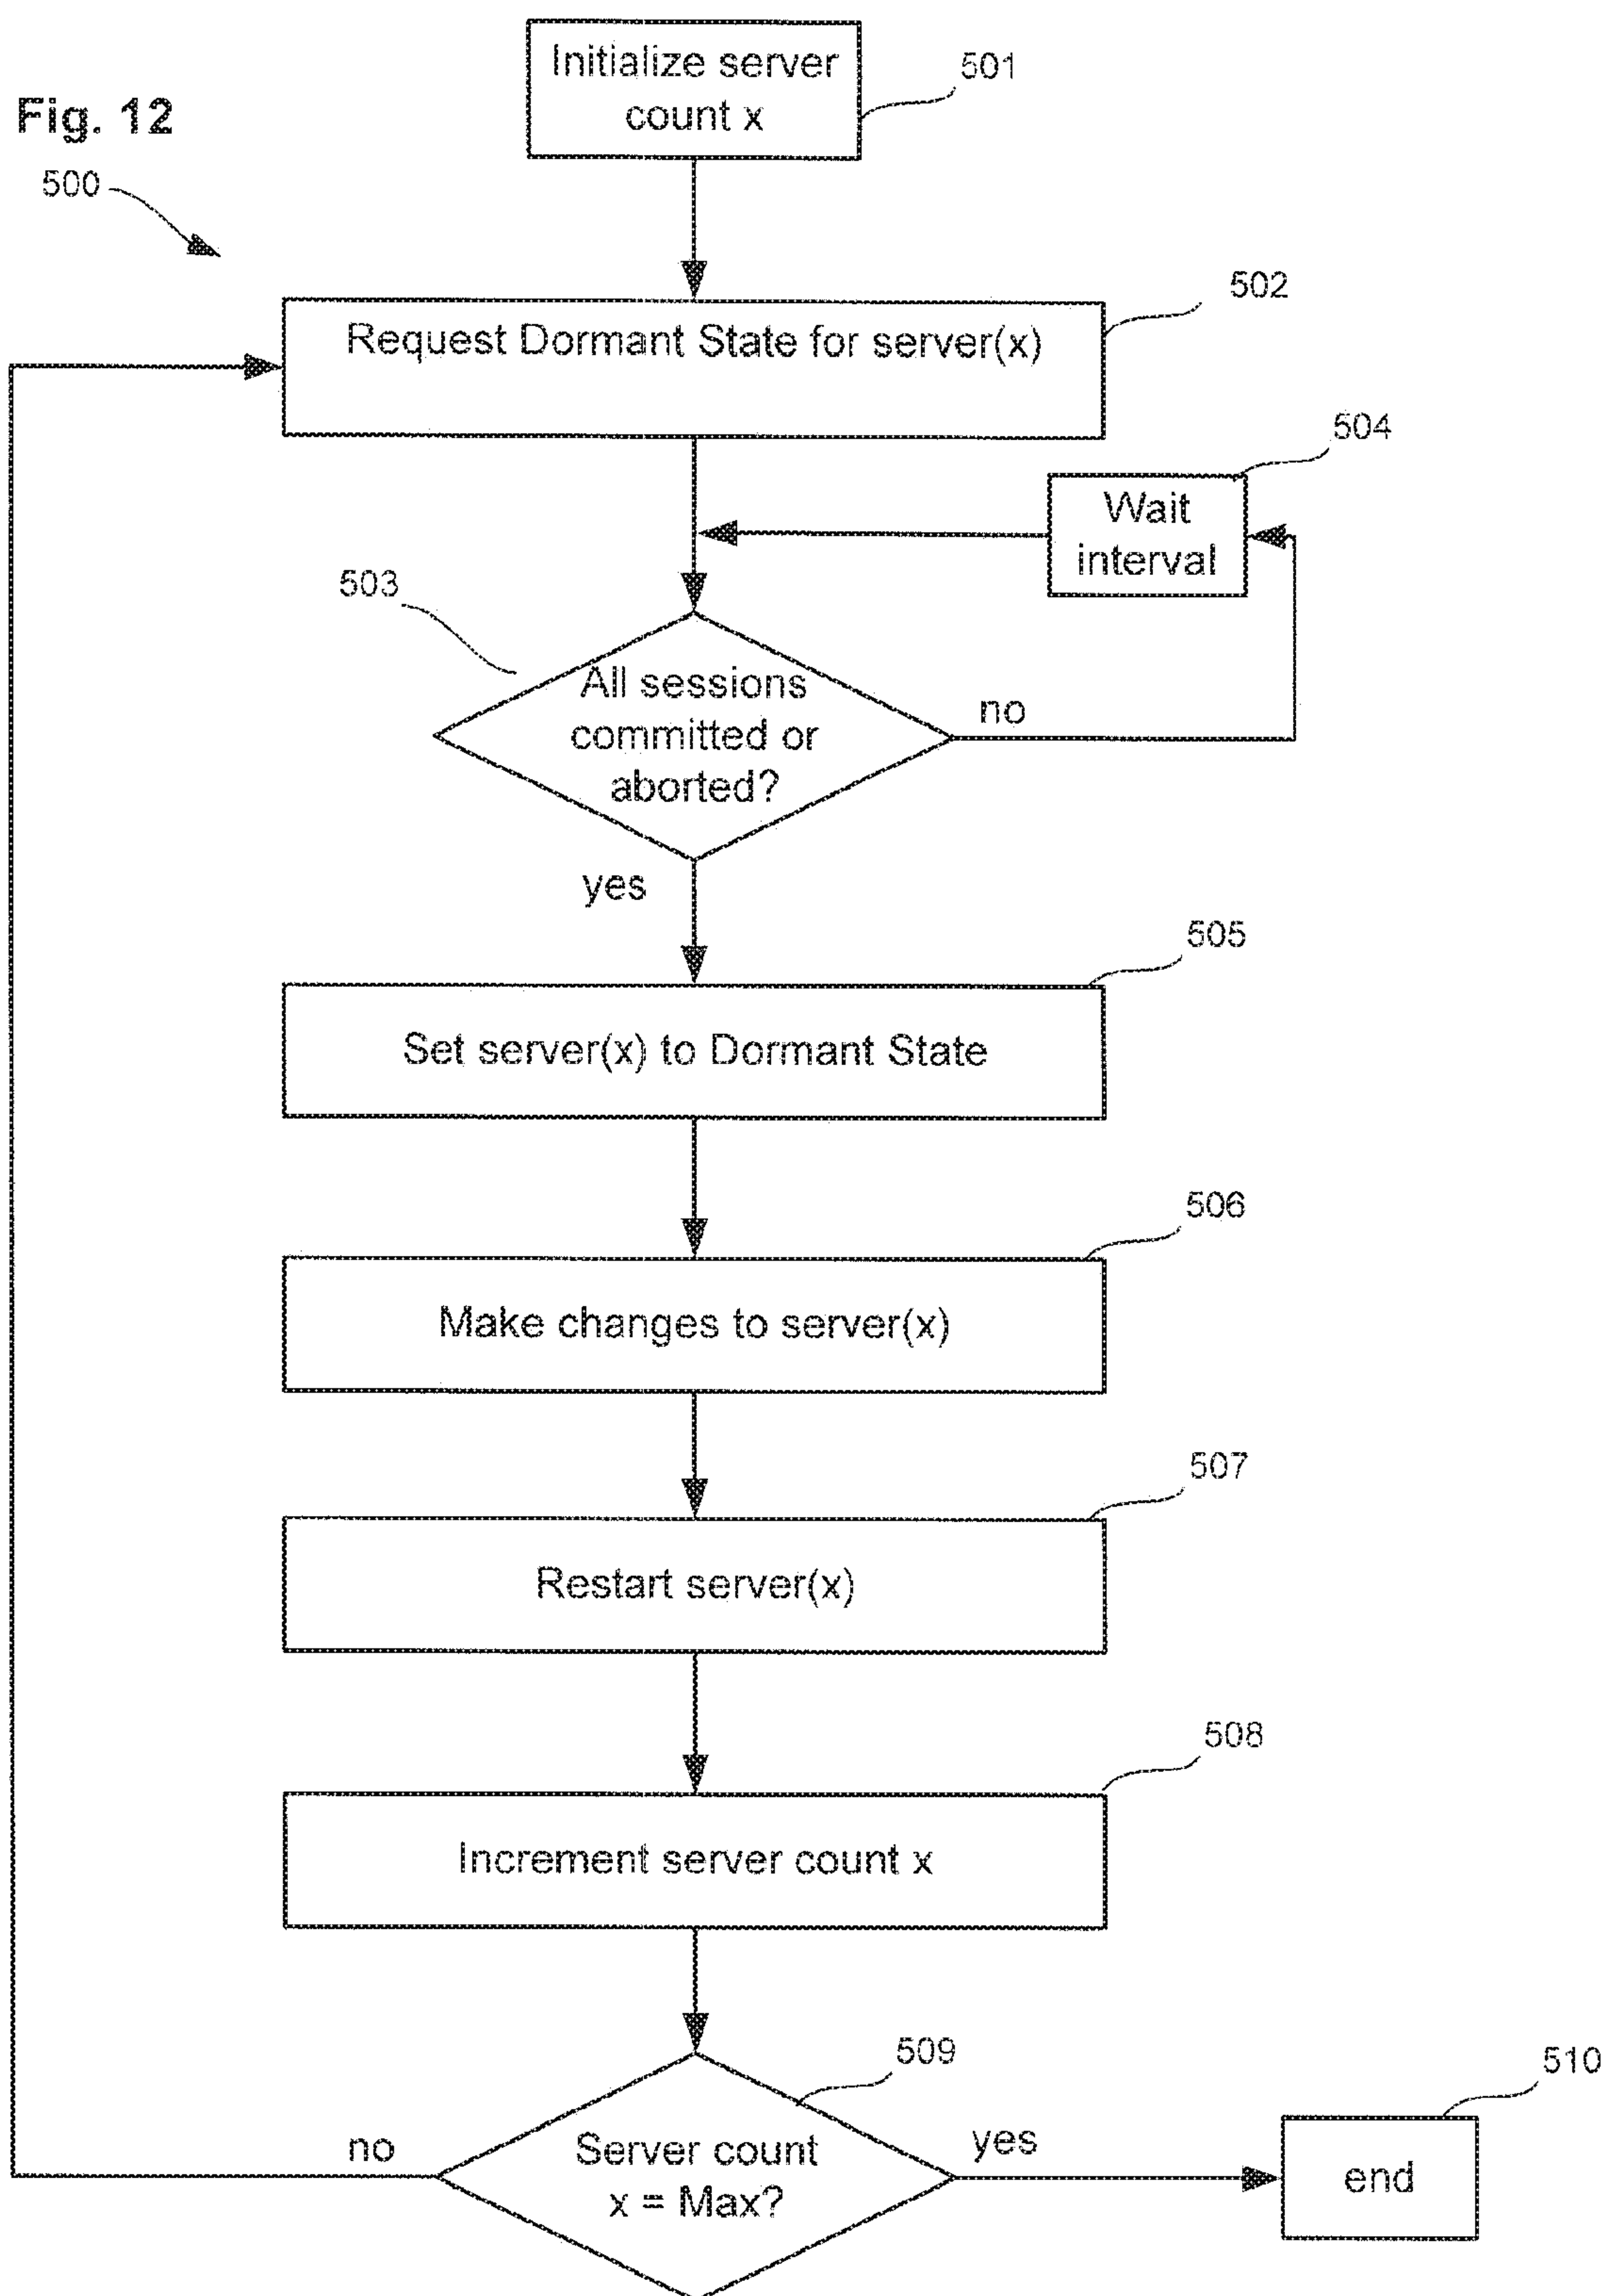 Initialize server
count x
501
Fig. 12
500
Request Dormant State for server(x)
502
504
Wait
interval
503
All sessions
committed or
aborted?
no
yes
505
Set server(x) to Dormant State
506
Make changes to server(x)
507
Restart server(x)
508
Increment server count x
509
Server count
x = Max?
no
yes
510
end